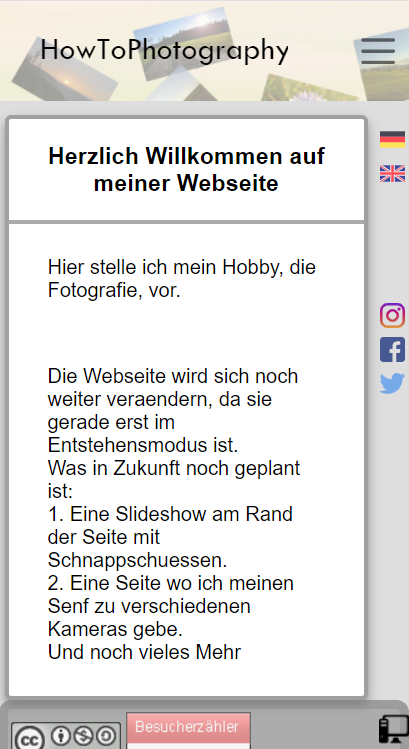 HowToPhotography
Herzlich Willkommen auf
meiner Webseite
Hier stelle ich mein Hobby, die
Fotografie, vor.
Die Webseite wird sich noch
weiter veraendern, da sie
gerade erst im
Entstehensmodus ist.
Was in Zukunft noch geplant
ist:
1. Eine Slideshow am Rand
der Seite mit
Schnappschuessen.
2. Eine Seite wo ich meinen
Senf zu verschiedenen
Kameras gebe.
Und noch vieles Mehr
cc
Besucherzähler